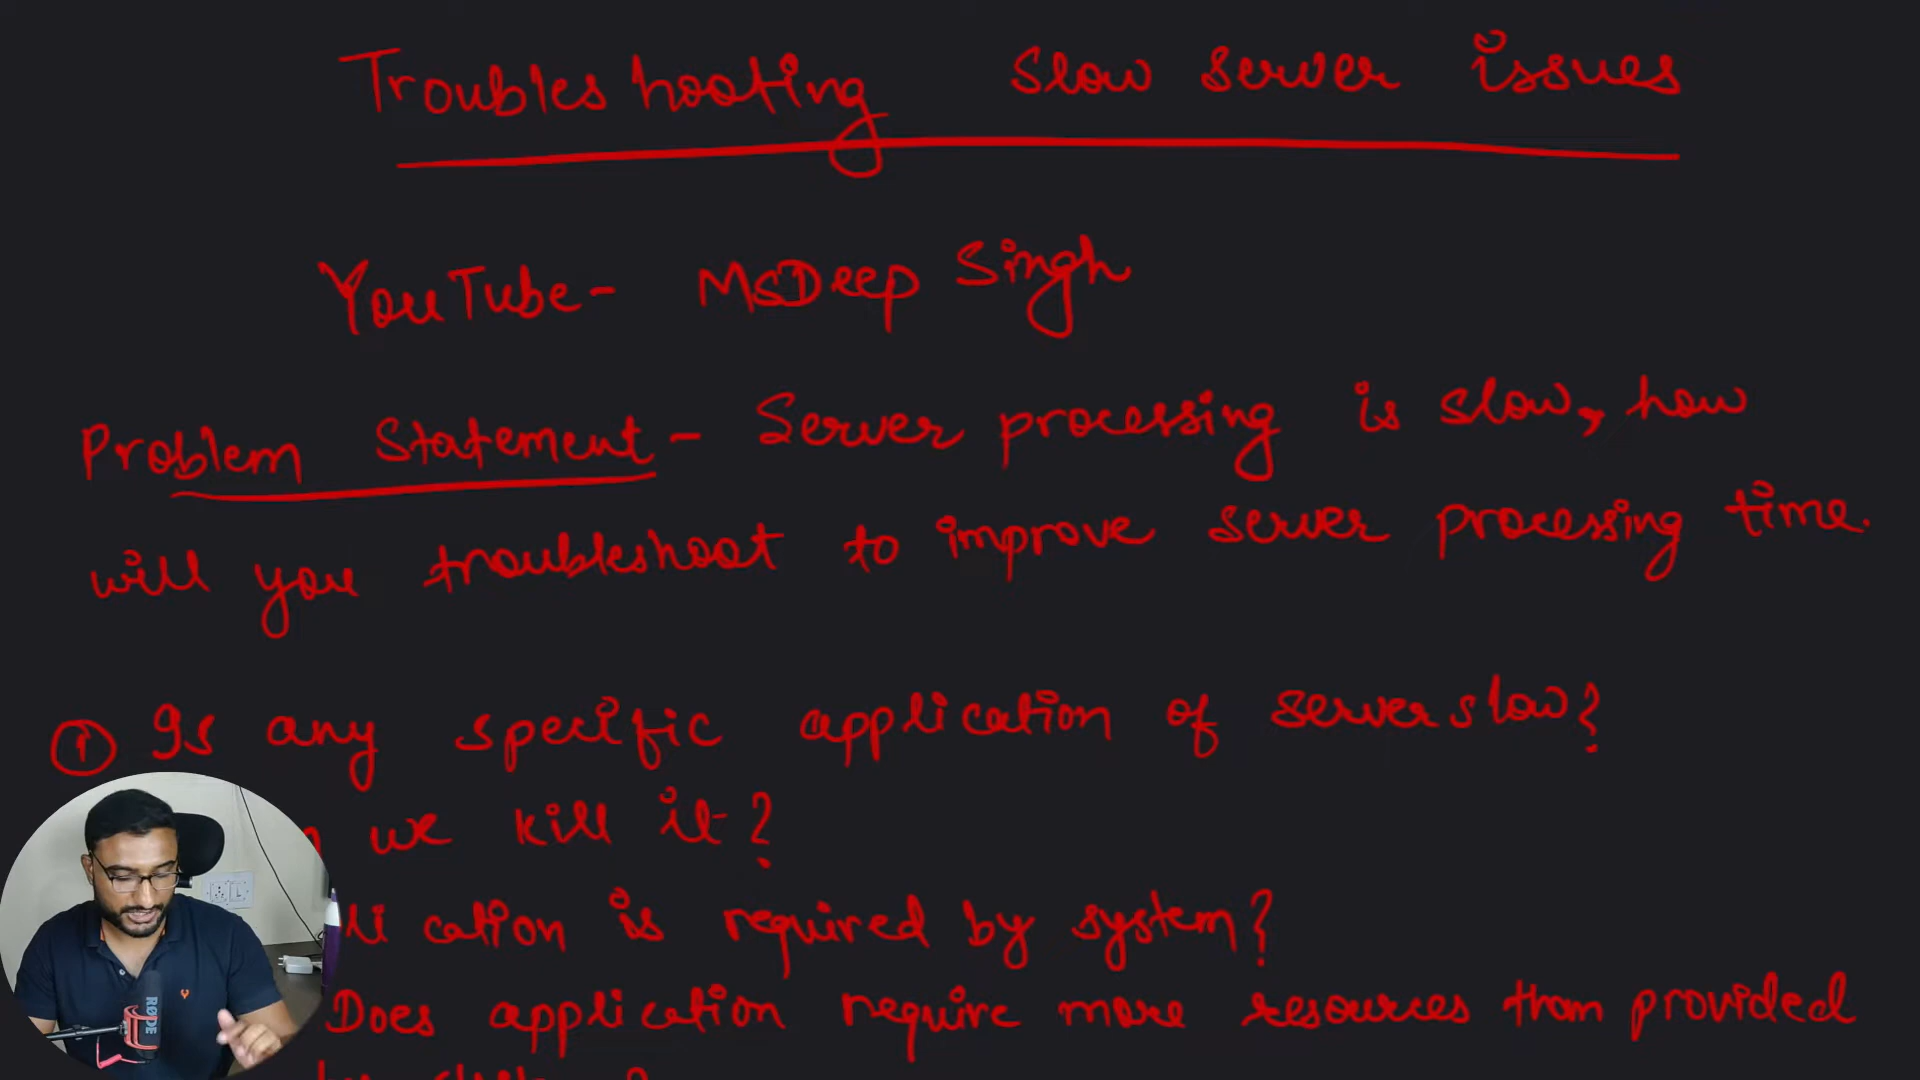 Troubleshooting slow server issues
YouTube- MSDeep Singh
Problem Statement - Server processing is slow, how
will you troubleshoot to improve server processing time.
① Is any specific application of server slow?
we kill it?
lication is required by system?
Does application require more resources than provided
RØDE